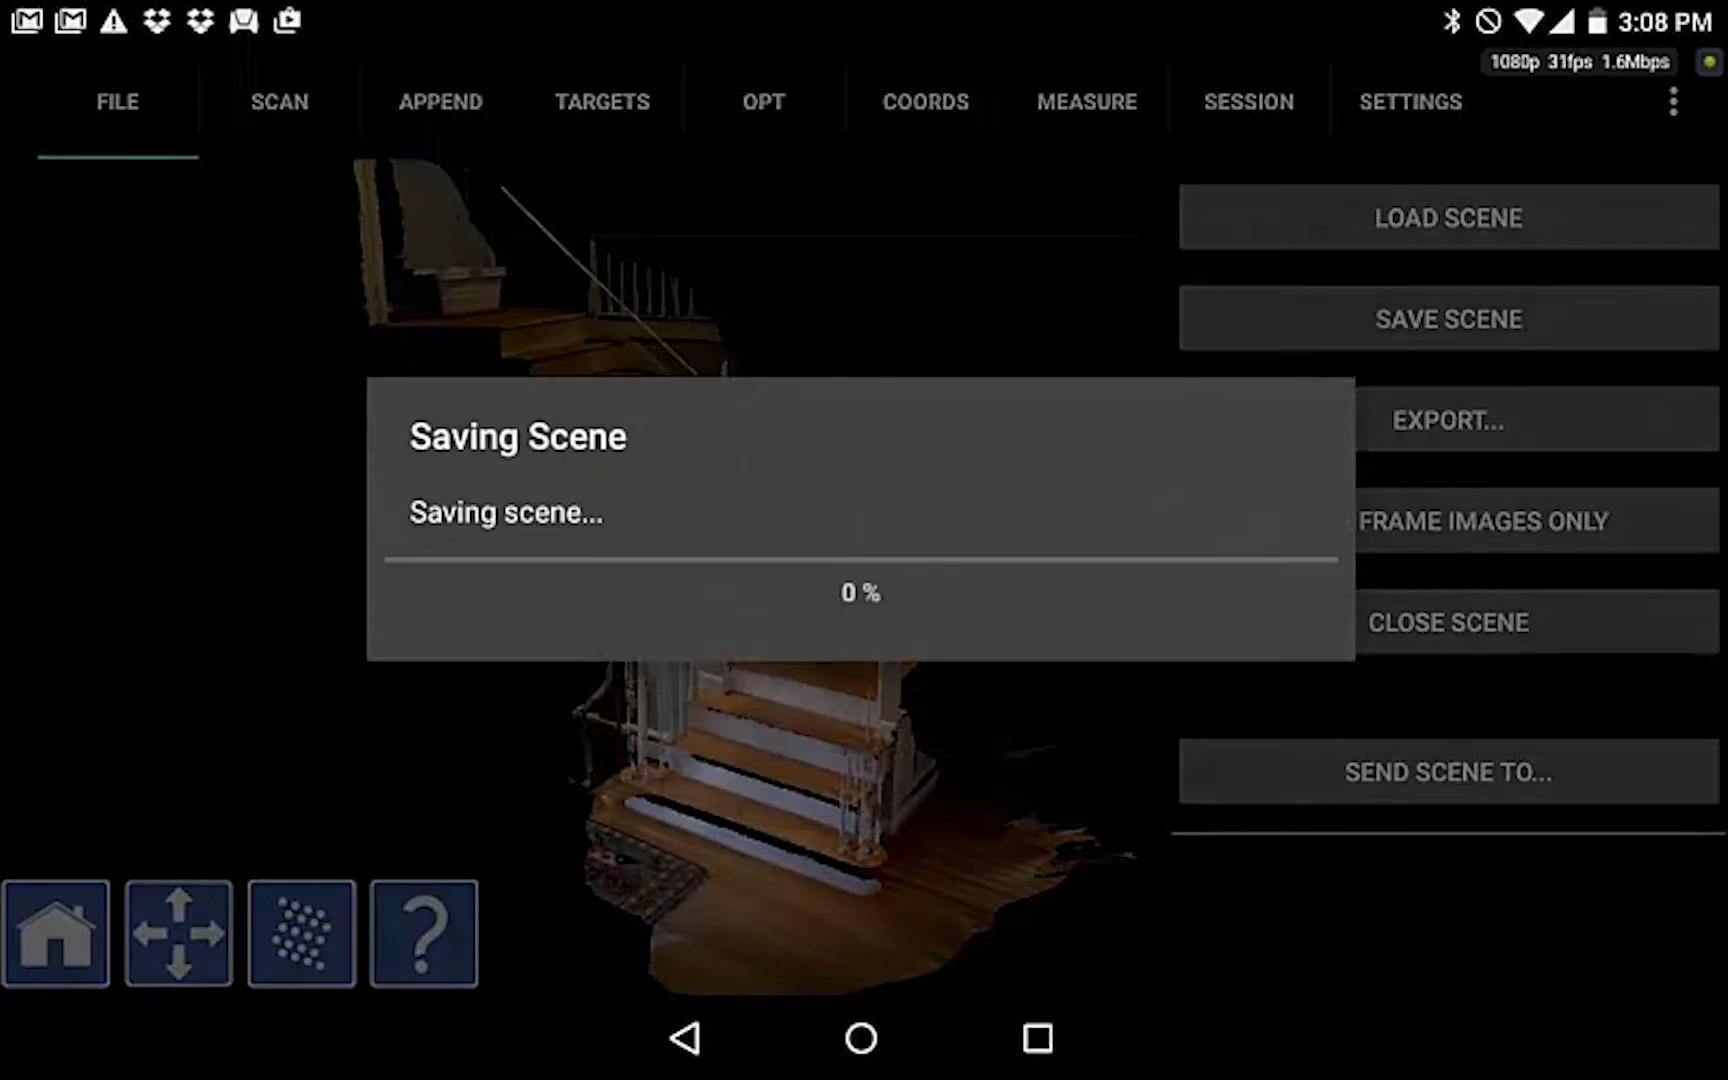 3:08 PM
1080p 31fps 1.6Mbps
FILE SCAN APPEND TARGETS OPT COORDS MEASURE SESSION SETTINGS
LOAD SCENE
SAVE SCENE
EXPORT...
FRAME IMAGES ONLY
CLOSE SCENE
SEND SCENE TO...
Saving Scene
Saving scene...
0 %